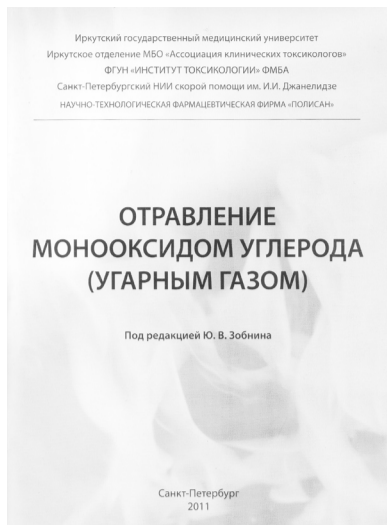 Иркутский государственный медицинский университет
Иркутское отделение МБО «Ассоциация клинических токсикологов»
ФГУН «ИНСТИТУТ ТОКСИКОЛОГИИ» ФМБА
Санкт-Петербургский НИИ скорой помощи им. И.И. Джанелидзе
НАУЧНО-ТЕХНОЛОГИЧЕСКАЯ ФАРМАЦЕВТИЧЕСКАЯ ФИРМА «ПОЛИСАН»
ОТРАВЛЕНИЕ
МОНООКСИДОМ УГЛЕРОДА
(УГАРНЫМ ГАЗОМ)
Под редакцией Ю. В. Зобнина
Санкт-Петербург
2011